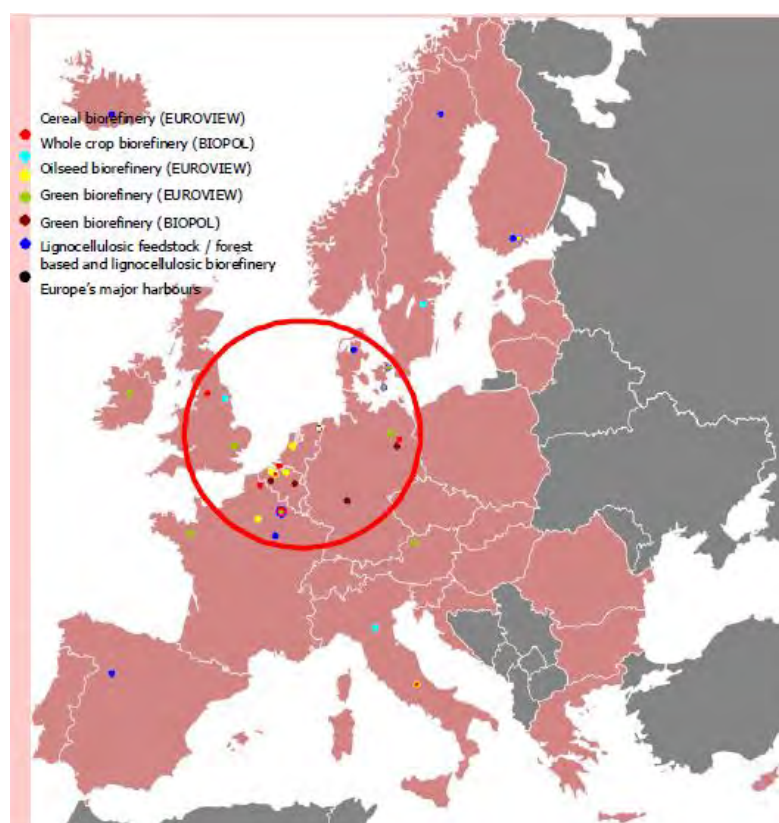 Cereal biorefinery (EUROVIEW)
Whole crop biorefinery (BIOPOL)
Oilseed biorefinery (EUROVIEW)
Green biorefinery (EUROVIEW)
Green biorefinery (BIOPOL)
Lignocellulosic feedstock / forest
based and lignocellulosic biorefinery
Europe's major harbours